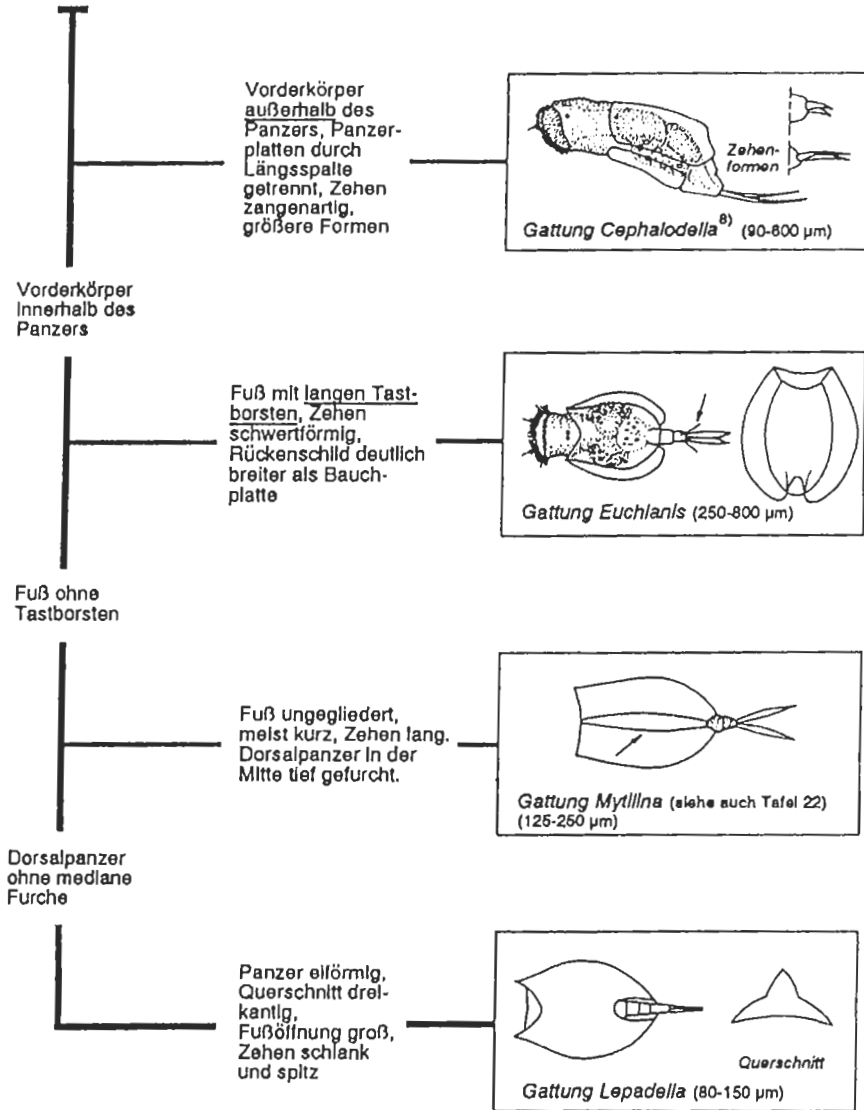 Vorderkörper
außerhalb des
Panzers, Panzer-
platten durch
Längsspalte
getrennt, Zehen
zangenartig,
größere Formen
Zehen-
formen
Gattung Cephalodella8) (90-600 µm)
Vorderkörper
Innerhalb des
Panzers
Fuß mit langen Tast-
borsten, Zehen
schwertförmig,
Rückenschild deutlich
breiter als Bauch-
platte
Gattung Euchlanis (250-800 µm)
Fuß ohne
Tastborsten
Fuß ungegliedert,
meist kurz, Zehen lang.
Dorsalpanzer in der
Mitte tief gefurcht.
Gattung Mytilina (siehe auch Tafel 22)
(125-250 µm)
Dorsalpanzer
ohne mediane
Furche
Panzer eiförmig,
Querschnitt drei-
kantig,
Fußöffnung groß,
Zehen schlank
und spitz
Querschnitt
Gattung Lepadella (80-150 µm)